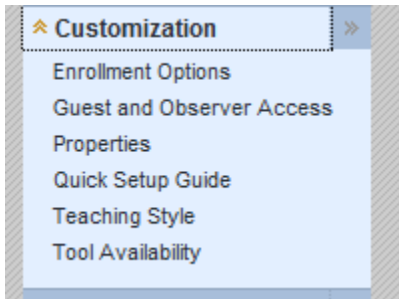 Customization
Enrollment Options
Guest and Observer Access
Properties
Quick Setup Guide
Teaching Style
Tool Availability